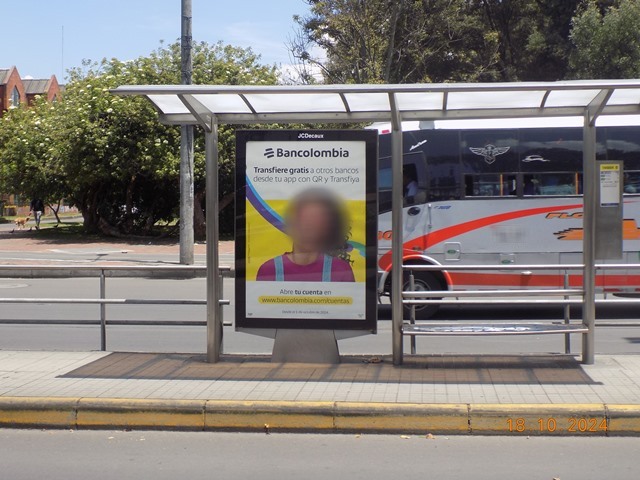 JCDecaux
Bancolombia
Transfiere gratis a otros bancos
desde tu app con QR y Transfiya
Abre tu cuenta en
www.bancolombia.com/cuentas
18 10 2024